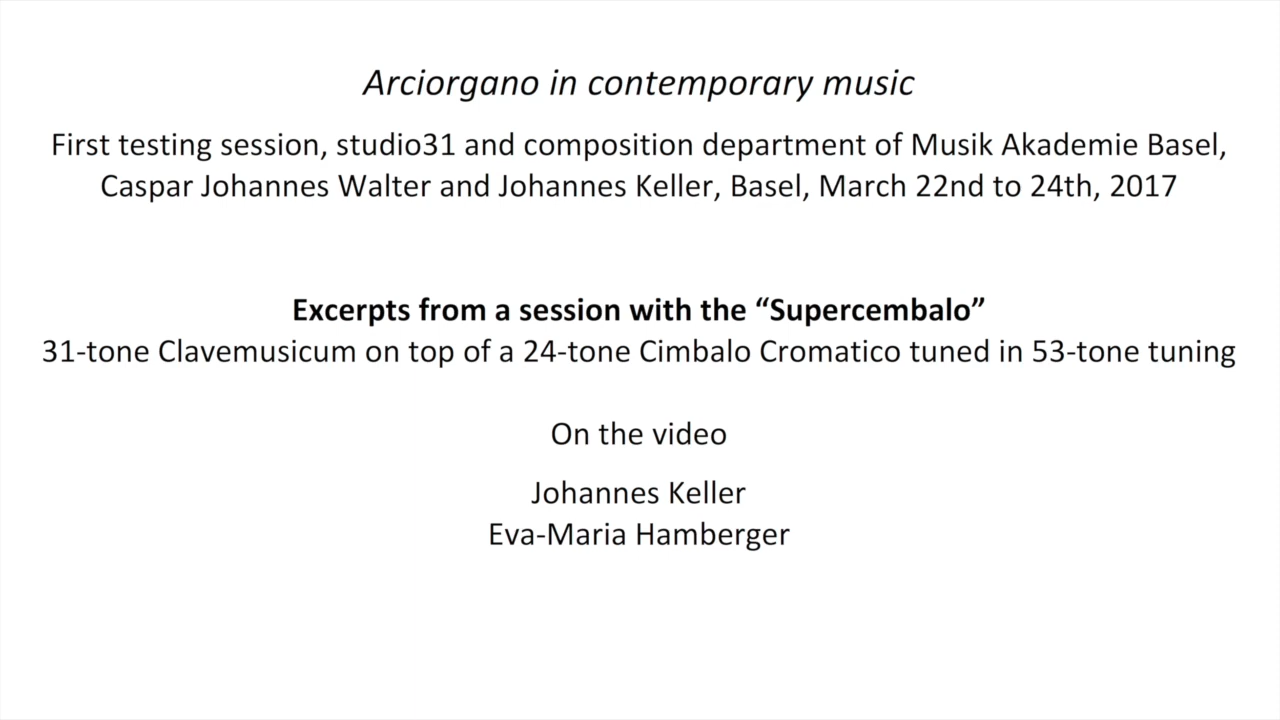 Arciorgano in contemporary music
First testing session, studio31 and composition department of Musik Akademie Basel,
Caspar Johannes Walter and Johannes Keller, Basel, March 22nd to 24th, 2017
Excerpts from a session with the “Supercembalo”
31-tone Clavemusicum on top of a 24-tone Cimbalo Cromatico tuned in 53-tone tuning
On the video
Johannes Keller
Eva-Maria Hamberger